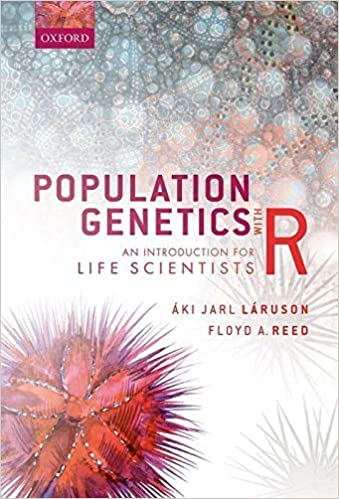 OXFORD
POPULATION
GENETICS WITH R
AN INTRODUCTION FOR
LIFE SCIENTISTS
ÁKI JARL LÁRUSON
FLOYD A. REED